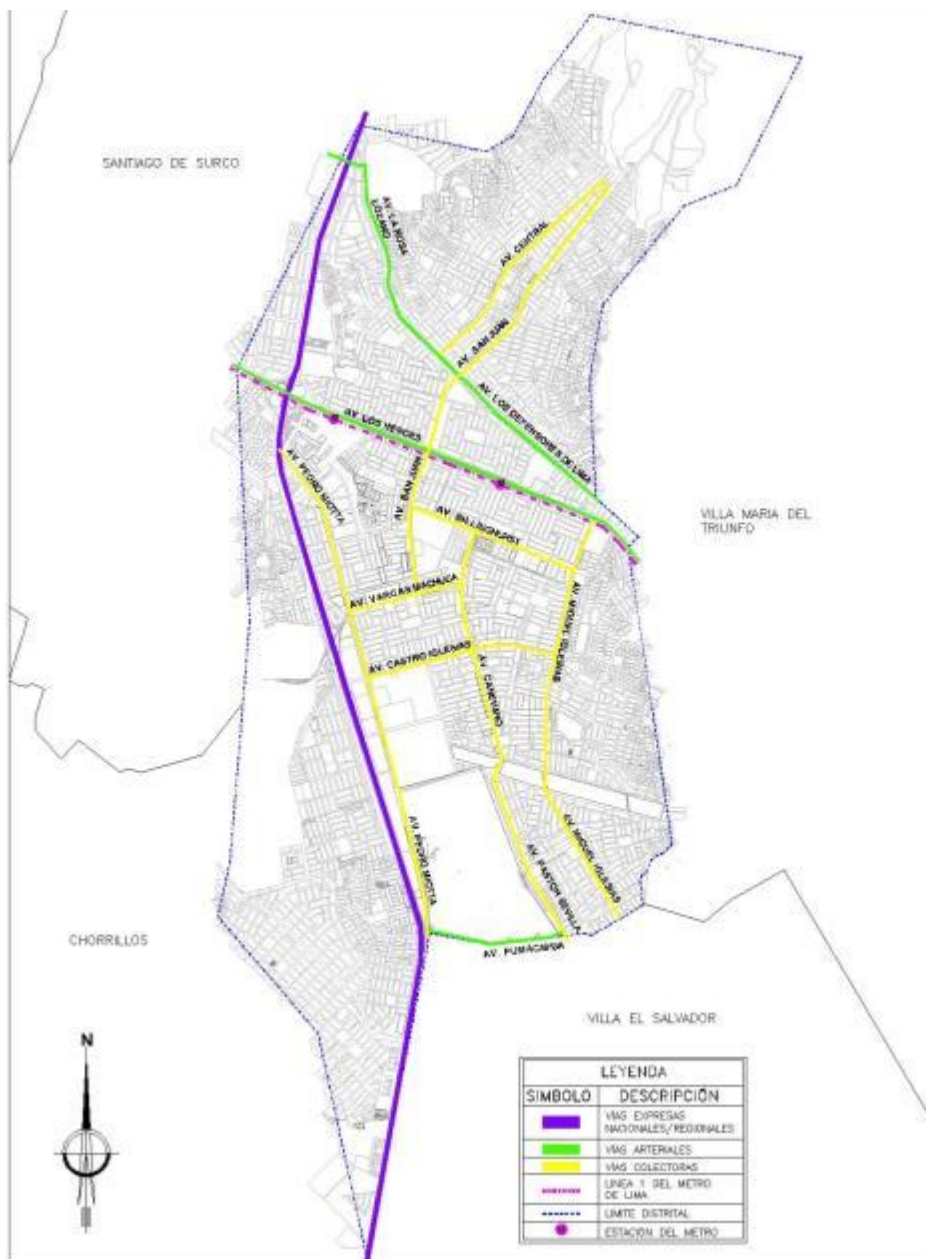 SANTIAGO DE SURCO
AV. LA ROSA
LOZANO
AV. CENTRAL
AV. SAN JUAN
AV. LOS DEFENSORES DE LIMA
AV. LOS HEROES
AV. PEDRO MIOTTA
AV. SAN JUAN
AV. BILLINGHURST
VILLA MARIA DEL
TRIUNFO
AV. VARGAS MACHUCA
AV. MIGUEL IGLESIAS
AV. CASTRO IGLESIAS
AV. CANEVARO
AV. PEDRO MIOTTA
AV. PASTOR SEVILLA
AV. MIGUEL IGLESIAS
CHORRILLOS
AV. PUMACAHUA
VILLA EL SALVADOR
N
LEYENDA
SIMBOLO DESCRIPCIÓN
VIAS EXPRESAS
NACIONALES/REGIONALES
VIAS ARTERIALES
VIAS COLECTORAS
LINEA 1 DEL METRO
DE LIMA
LIMITE DISTRITAL
ESTACIÓN DEL METRO